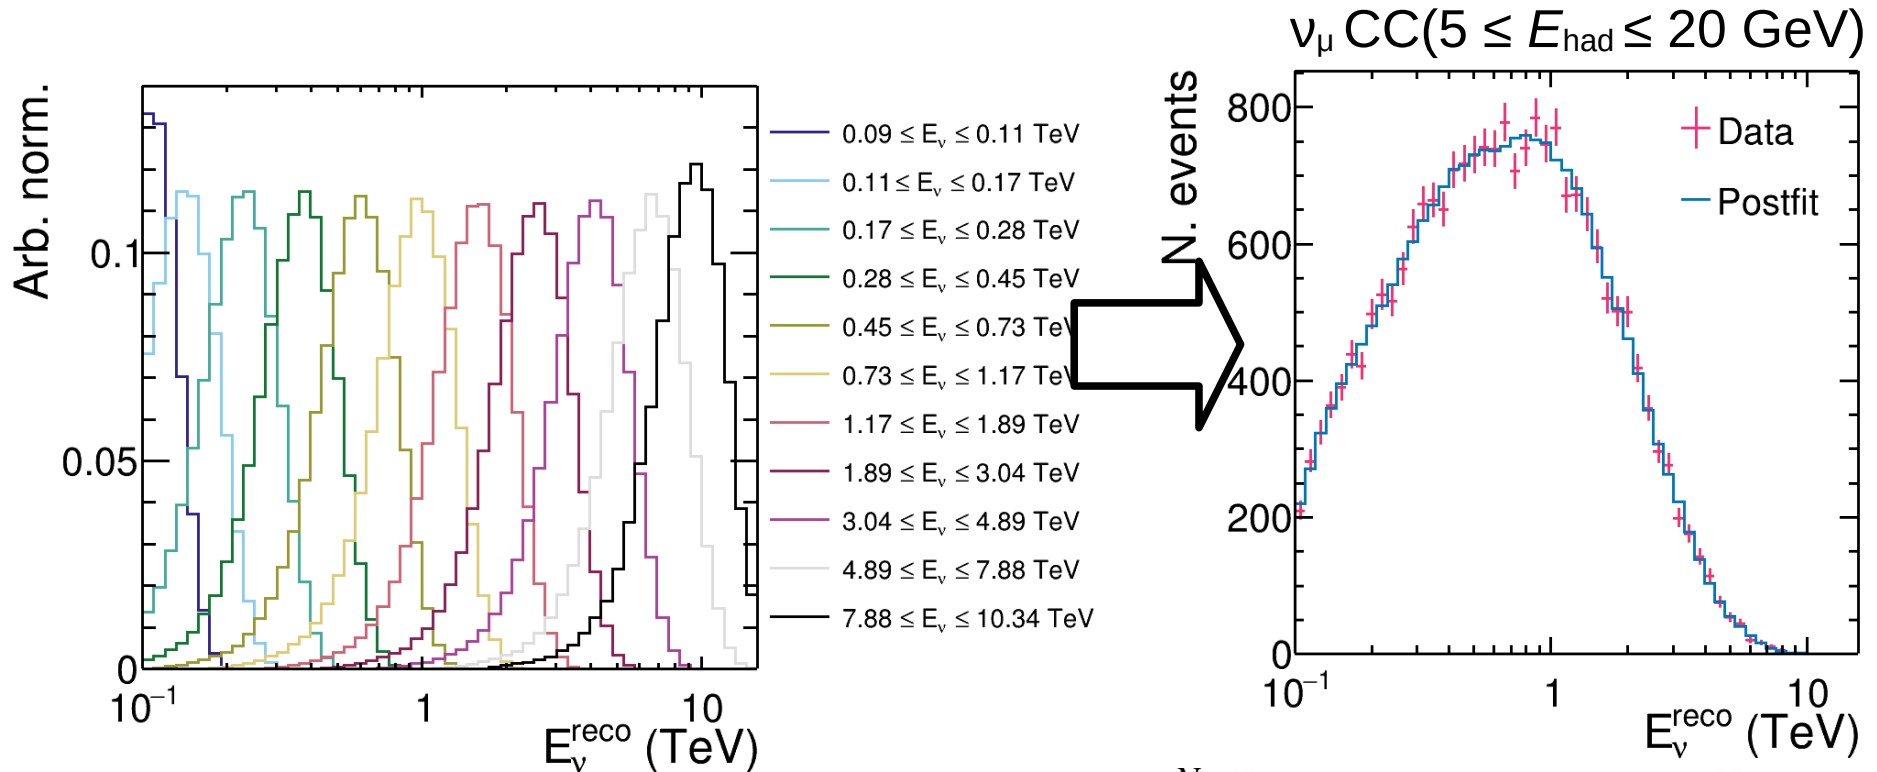 Arb. norm.
0.1
0.05
0
10⁻¹
1
10
E_ν^reco (TeV)
0.09 ≤ E_ν ≤ 0.11 TeV
0.11 ≤ E_ν ≤ 0.17 TeV
0.17 ≤ E_ν ≤ 0.28 TeV
0.28 ≤ E_ν ≤ 0.45 TeV
0.45 ≤ E_ν ≤ 0.73 TeV
0.73 ≤ E_ν ≤ 1.17 TeV
1.17 ≤ E_ν ≤ 1.89 TeV
1.89 ≤ E_ν ≤ 3.04 TeV
3.04 ≤ E_ν ≤ 4.89 TeV
4.89 ≤ E_ν ≤ 7.88 TeV
7.88 ≤ E_ν ≤ 10.34 TeV
ν_μ CC(5 ≤ E_had ≤ 20 GeV)
N. events
800
600
400
200
0
Data
Postfit
10⁻¹
1
10
E_ν^reco (TeV)